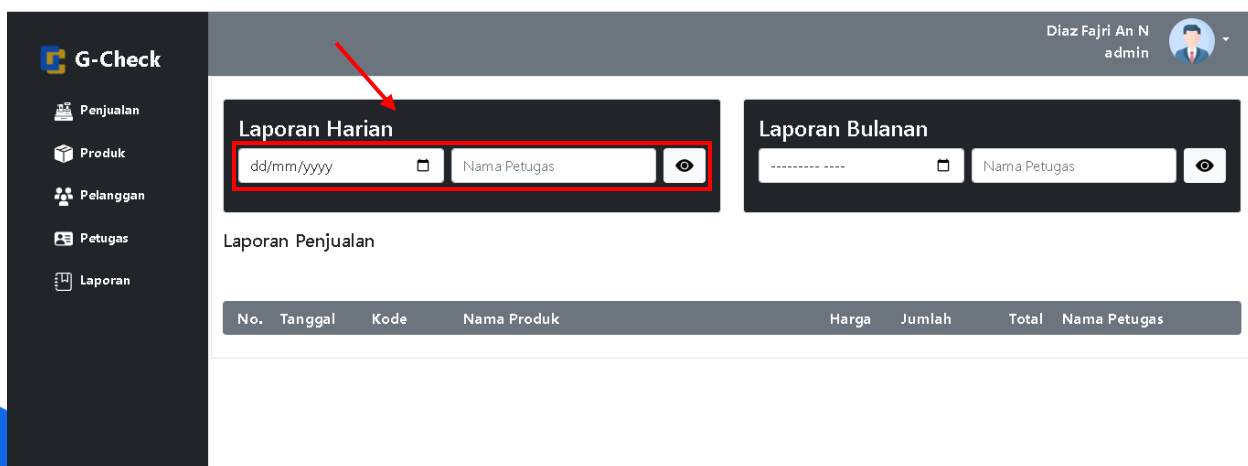 G-Check
Diaz Fajri An N
admin
Penjualan
Produk
Pelanggan
Petugas
Laporan
Laporan Harian
dd/mm/yyyy
Nama Petugas
Laporan Bulanan
--------- ----
Nama Petugas
Laporan Penjualan
No. Tanggal Kode Nama Produk Harga Jumlah Total Nama Petugas